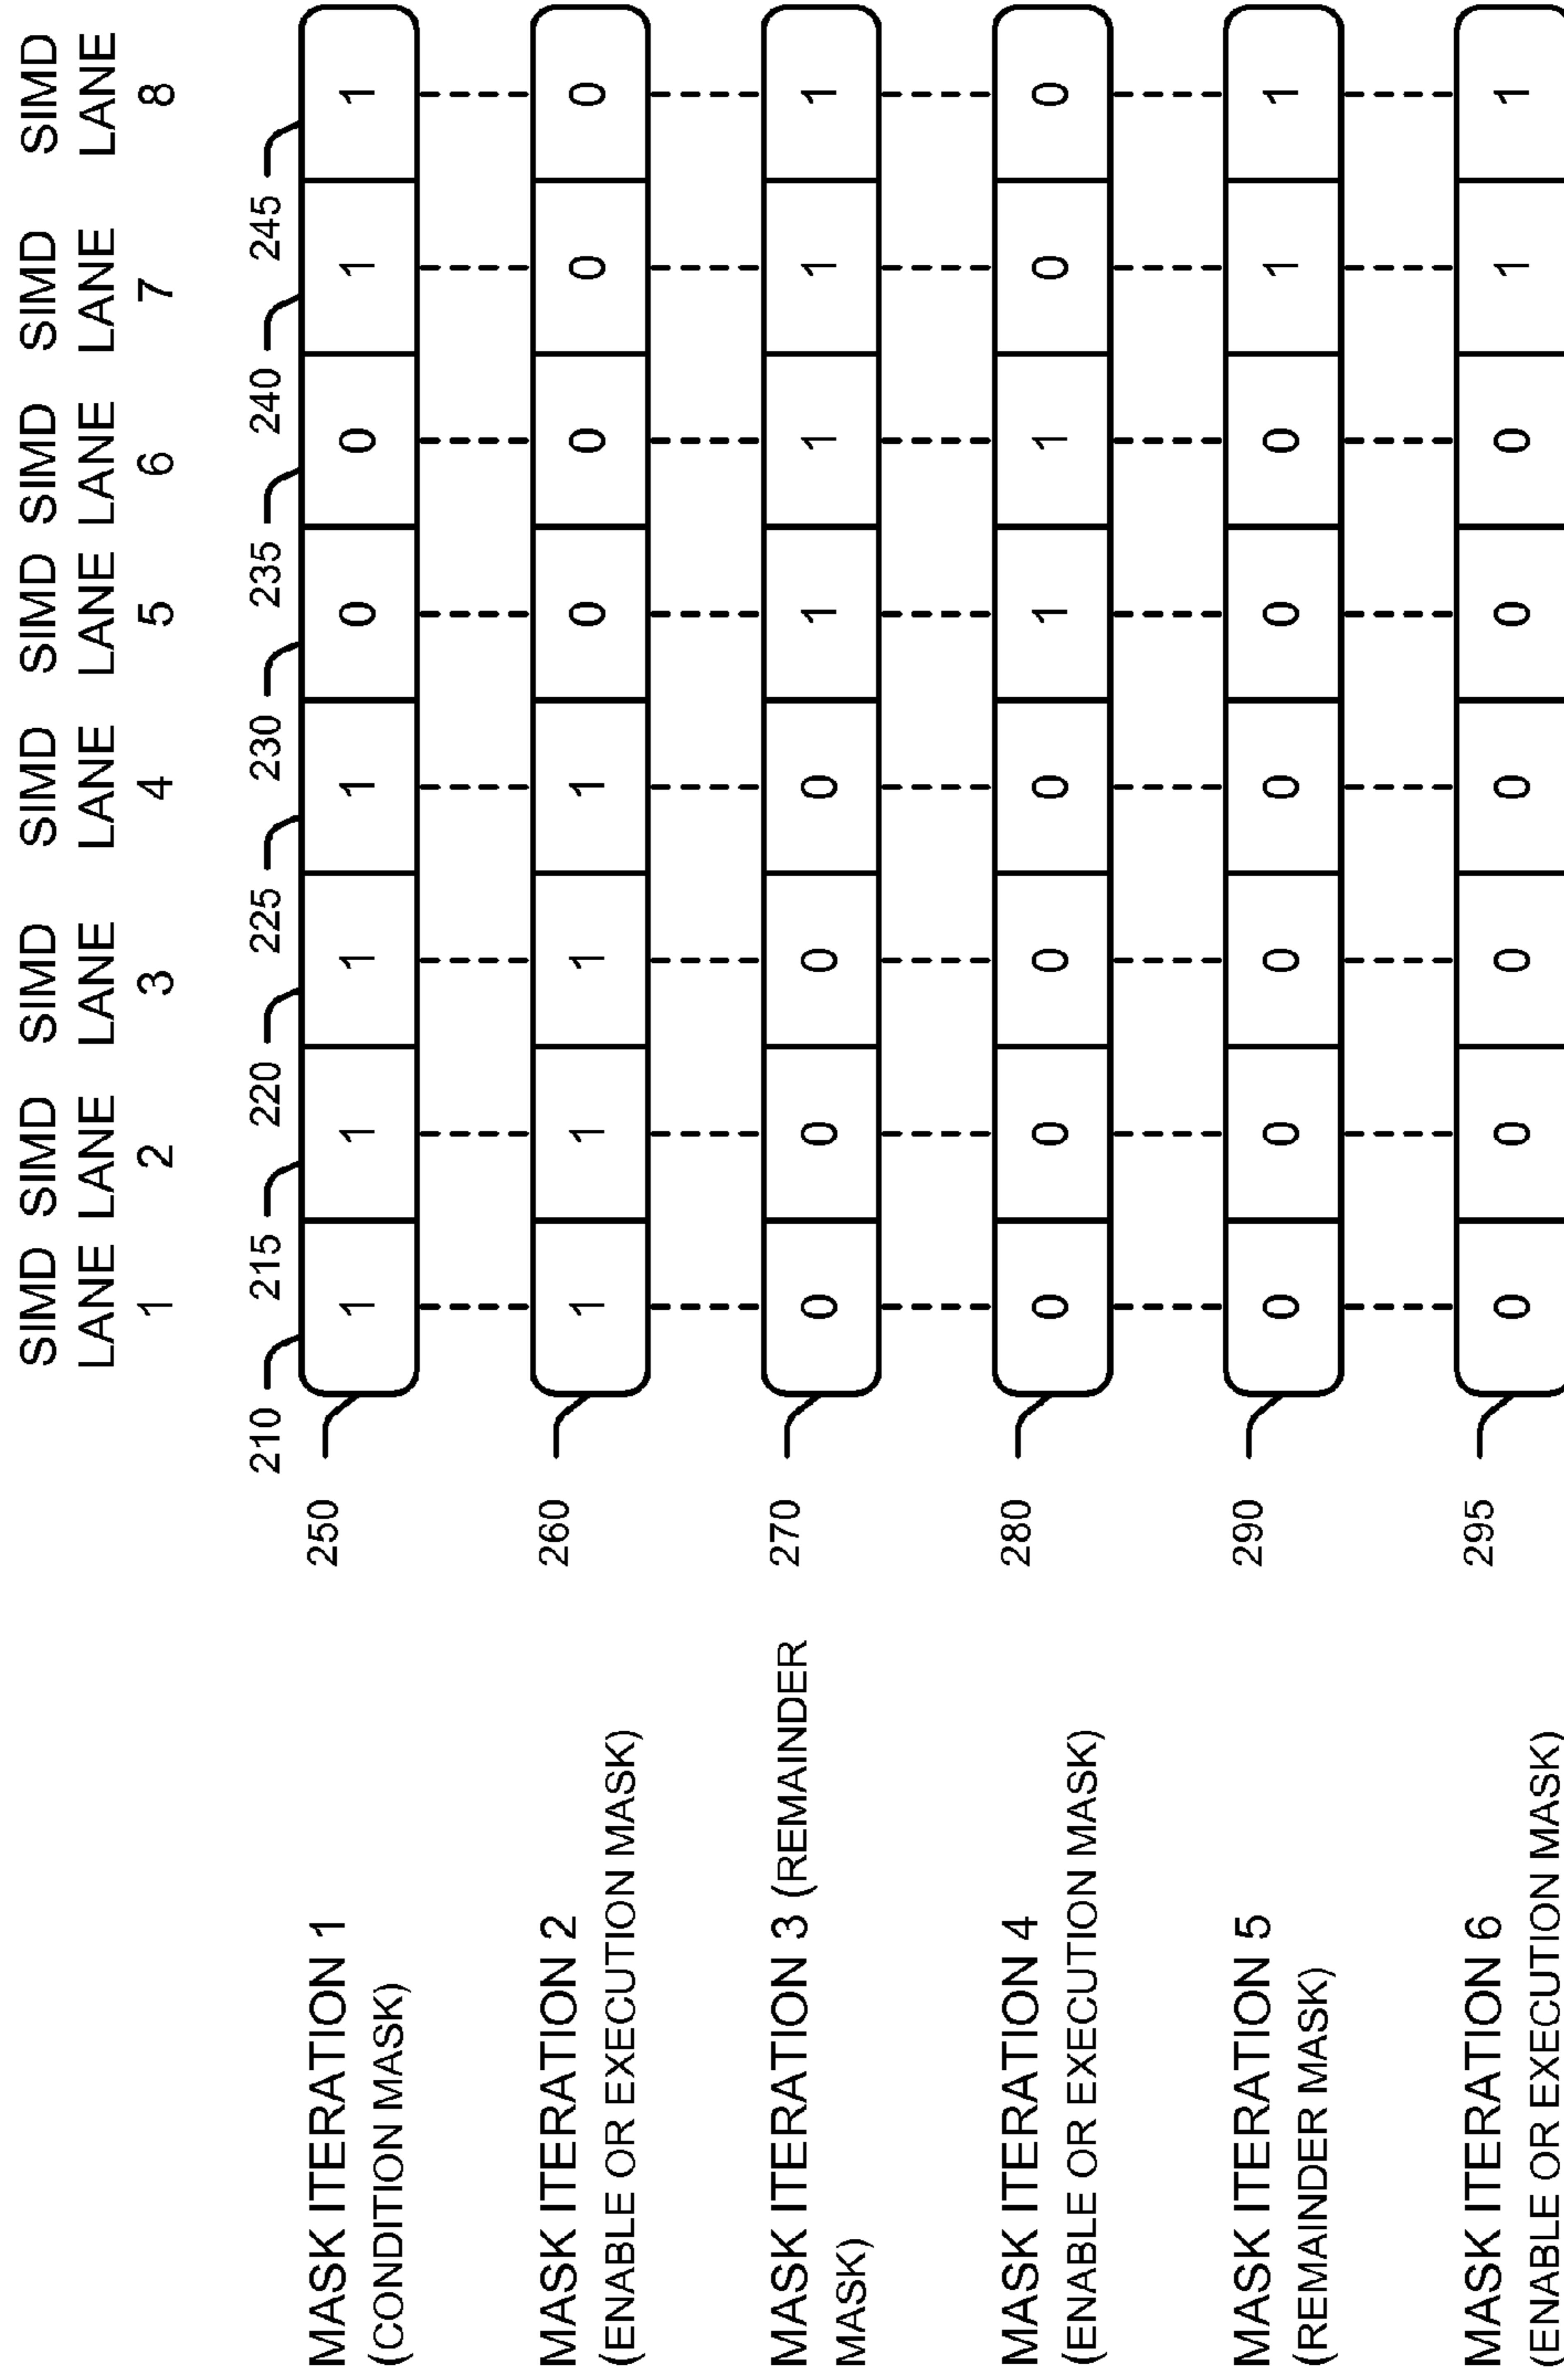 SIMD SIMD SIMD SIMD SIMD SIMD SIMD SIMD
LANE LANE LANE LANE LANE LANE LANE LANE
1 2 3 4 5 6 7 8
210 215 220 225 230 235 240 245
MASK ITERATION 1
(CONDITION MASK)
250
1 1 1 1 0 0 1 1
MASK ITERATION 2
(ENABLE OR EXECUTION MASK)
260
1 1 1 1 0 0 0 0
MASK ITERATION 3 (REMAINDER
MASK)
270
0 0 0 0 1 1 1 1
MASK ITERATION 4
(ENABLE OR EXECUTION MASK)
280
0 0 0 0 1 1 0 0
MASK ITERATION 5
(REMAINDER MASK)
290
0 0 0 0 0 0 1 1
MASK ITERATION 6
(ENABLE OR EXECUTION MASK)
295
0 0 0 0 0 0 1 1